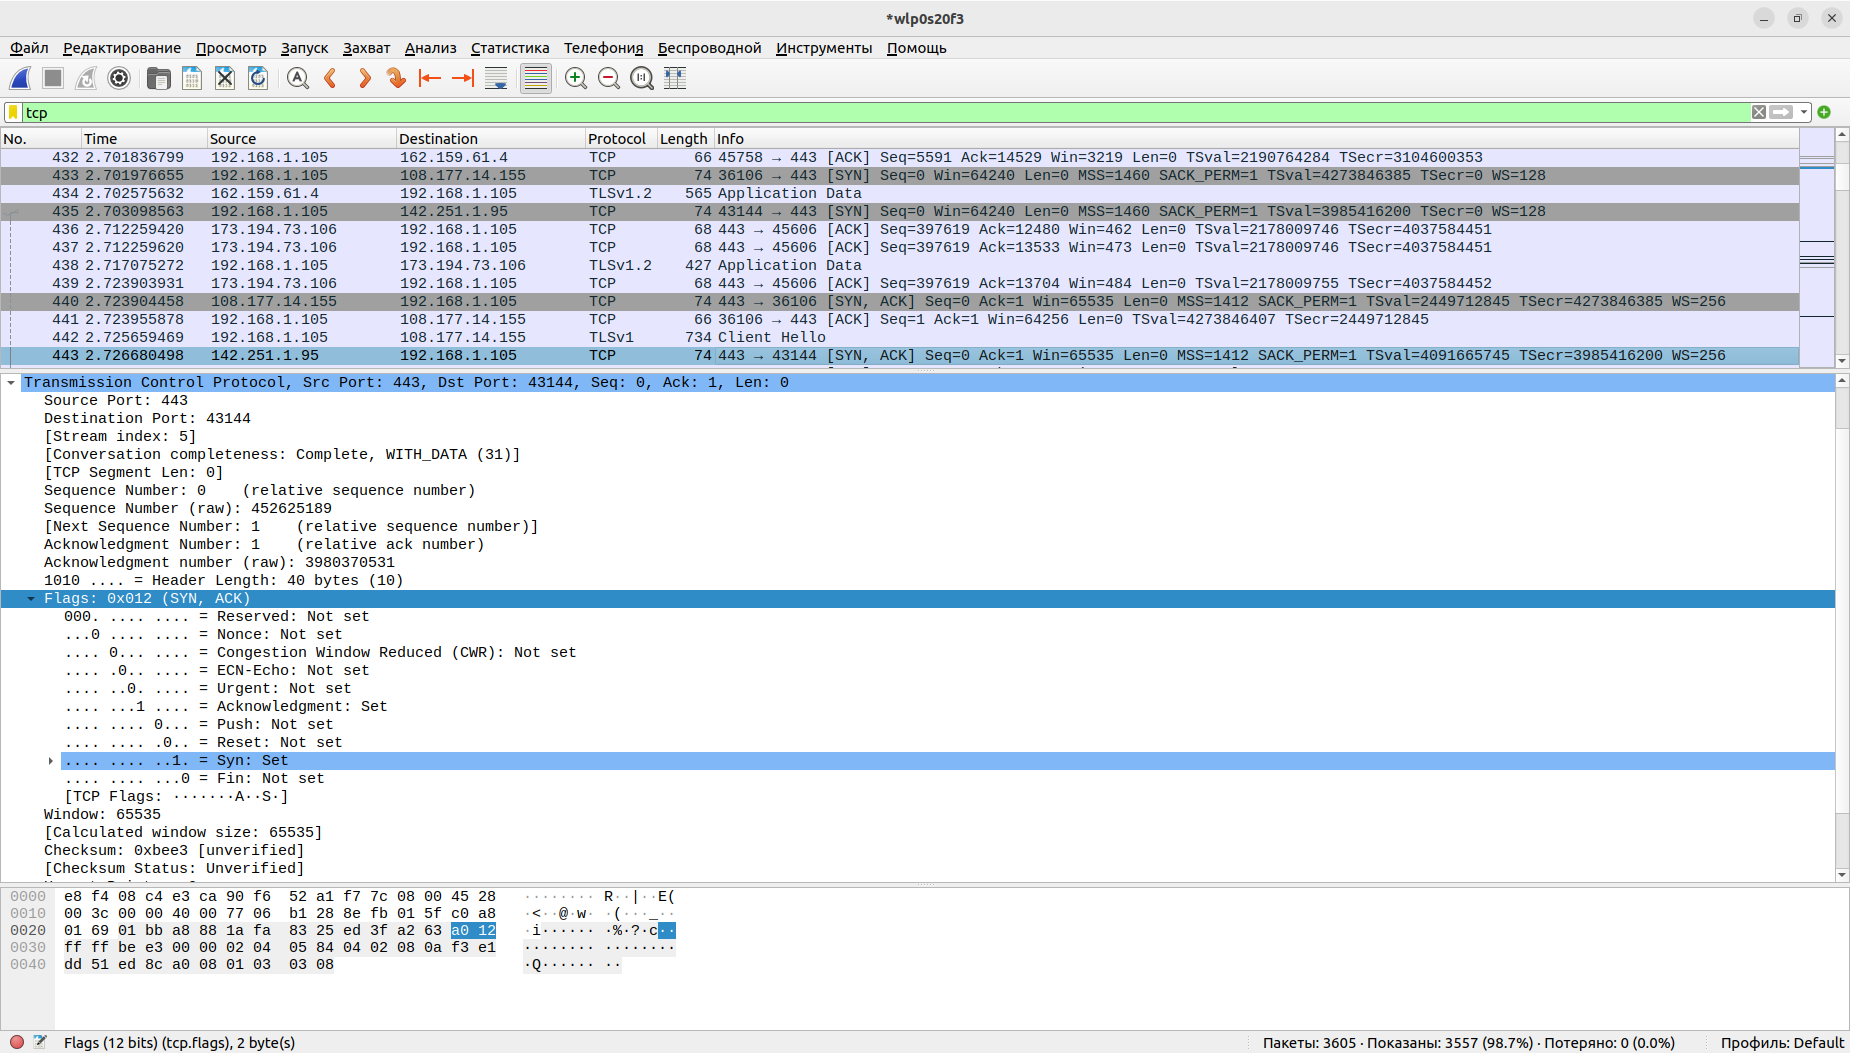 *wlp0s20f3
Файл Редактирование Просмотр Запуск Захват Анализ Статистика Телефония Беспроводной Инструменты Помощь
tcp
No. Time Source Destination Protocol Length Info
432 2.701836799 192.168.1.105 162.159.61.4 TCP 66 45758 → 443 [ACK] Seq=5591 Ack=14529 Win=3219 Len=0 TSval=2190764284 TSecr=3104600353
433 2.701976655 192.168.1.105 108.177.14.155 TCP 74 36106 → 443 [SYN] Seq=0 Win=64240 Len=0 MSS=1460 SACK_PERM=1 TSval=4273846385 TSecr=0 WS=128
434 2.702575632 162.159.61.4 192.168.1.105 TLSv1.2 565 Application Data
435 2.703098563 192.168.1.105 142.251.1.95 TCP 74 43144 → 443 [SYN] Seq=0 Win=64240 Len=0 MSS=1460 SACK_PERM=1 TSval=3985416200 TSecr=0 WS=128
436 2.712259420 173.194.73.106 192.168.1.105 TCP 68 443 → 45606 [ACK] Seq=397619 Ack=12480 Win=462 Len=0 TSval=2178009746 TSecr=4037584451
437 2.712259620 173.194.73.106 192.168.1.105 TCP 68 443 → 45606 [ACK] Seq=397619 Ack=13533 Win=473 Len=0 TSval=2178009746 TSecr=4037584451
438 2.717075272 192.168.1.105 173.194.73.106 TLSv1.2 427 Application Data
439 2.723903931 173.194.73.106 192.168.1.105 TCP 68 443 → 45606 [ACK] Seq=397619 Ack=13704 Win=484 Len=0 TSval=2178009755 TSecr=4037584452
440 2.723904458 108.177.14.155 192.168.1.105 TCP 74 443 → 36106 [SYN, ACK] Seq=0 Ack=1 Win=65535 Len=0 MSS=1412 SACK_PERM=1 TSval=2449712845 TSecr=4273846385 WS=256
441 2.723955878 192.168.1.105 108.177.14.155 TCP 66 36106 → 443 [ACK] Seq=1 Ack=1 Win=64256 Len=0 TSval=4273846407 TSecr=2449712845
442 2.725659469 192.168.1.105 108.177.14.155 TLSv1 734 Client Hello
443 2.726680498 142.251.1.95 192.168.1.105 TCP 74 443 → 43144 [SYN, ACK] Seq=0 Ack=1 Win=65535 Len=0 MSS=1412 SACK_PERM=1 TSval=4091665745 TSecr=3985416200 WS=256
Transmission Control Protocol, Src Port: 443, Dst Port: 43144, Seq: 0, Ack: 1, Len: 0
Source Port: 443
Destination Port: 43144
[Stream index: 5]
[Conversation completeness: Complete, WITH_DATA (31)]
[TCP Segment Len: 0]
Sequence Number: 0 (relative sequence number)
Sequence Number (raw): 452625189
[Next Sequence Number: 1 (relative sequence number)]
Acknowledgment Number: 1 (relative ack number)
Acknowledgment number (raw): 3980370531
1010 .... = Header Length: 40 bytes (10)
Flags: 0x012 (SYN, ACK)
000. .... .... = Reserved: Not set
...0 .... .... = Nonce: Not set
.... 0... .... = Congestion Window Reduced (CWR): Not set
.... .0.. .... = ECN-Echo: Not set
.... ..0. .... = Urgent: Not set
.... ...1 .... = Acknowledgment: Set
.... .... 0... = Push: Not set
.... .... .0.. = Reset: Not set
.... .... ..1. = Syn: Set
.... .... ...0 = Fin: Not set
[TCP Flags: ·······A··S·]
Window: 65535
[Calculated window size: 65535]
Checksum: 0xbee3 [unverified]
[Checksum Status: Unverified]
0000 e8 f4 08 c4 e3 ca 90 f6 52 a1 f7 7c 08 00 45 28 ········ R··|··E(
0010 00 3c 00 00 40 00 77 06 b1 28 8e fb 01 5f c0 a8 ·<··@·w· ·(···_··
0020 01 69 01 bb a8 88 1a fa 83 25 ed 3f a2 63 a0 12 ·i······ ·%·?·c··
0030 ff ff be e3 00 00 02 04 05 84 04 02 08 0a f3 e1 ········ ········
0040 dd 51 ed 8c a0 08 01 03 03 08 ·Q······ ··
Flags (12 bits) (tcp.flags), 2 byte(s) Пакеты: 3605 · Показаны: 3557 (98.7%) · Потеряно: 0 (0.0%) Профиль: Default